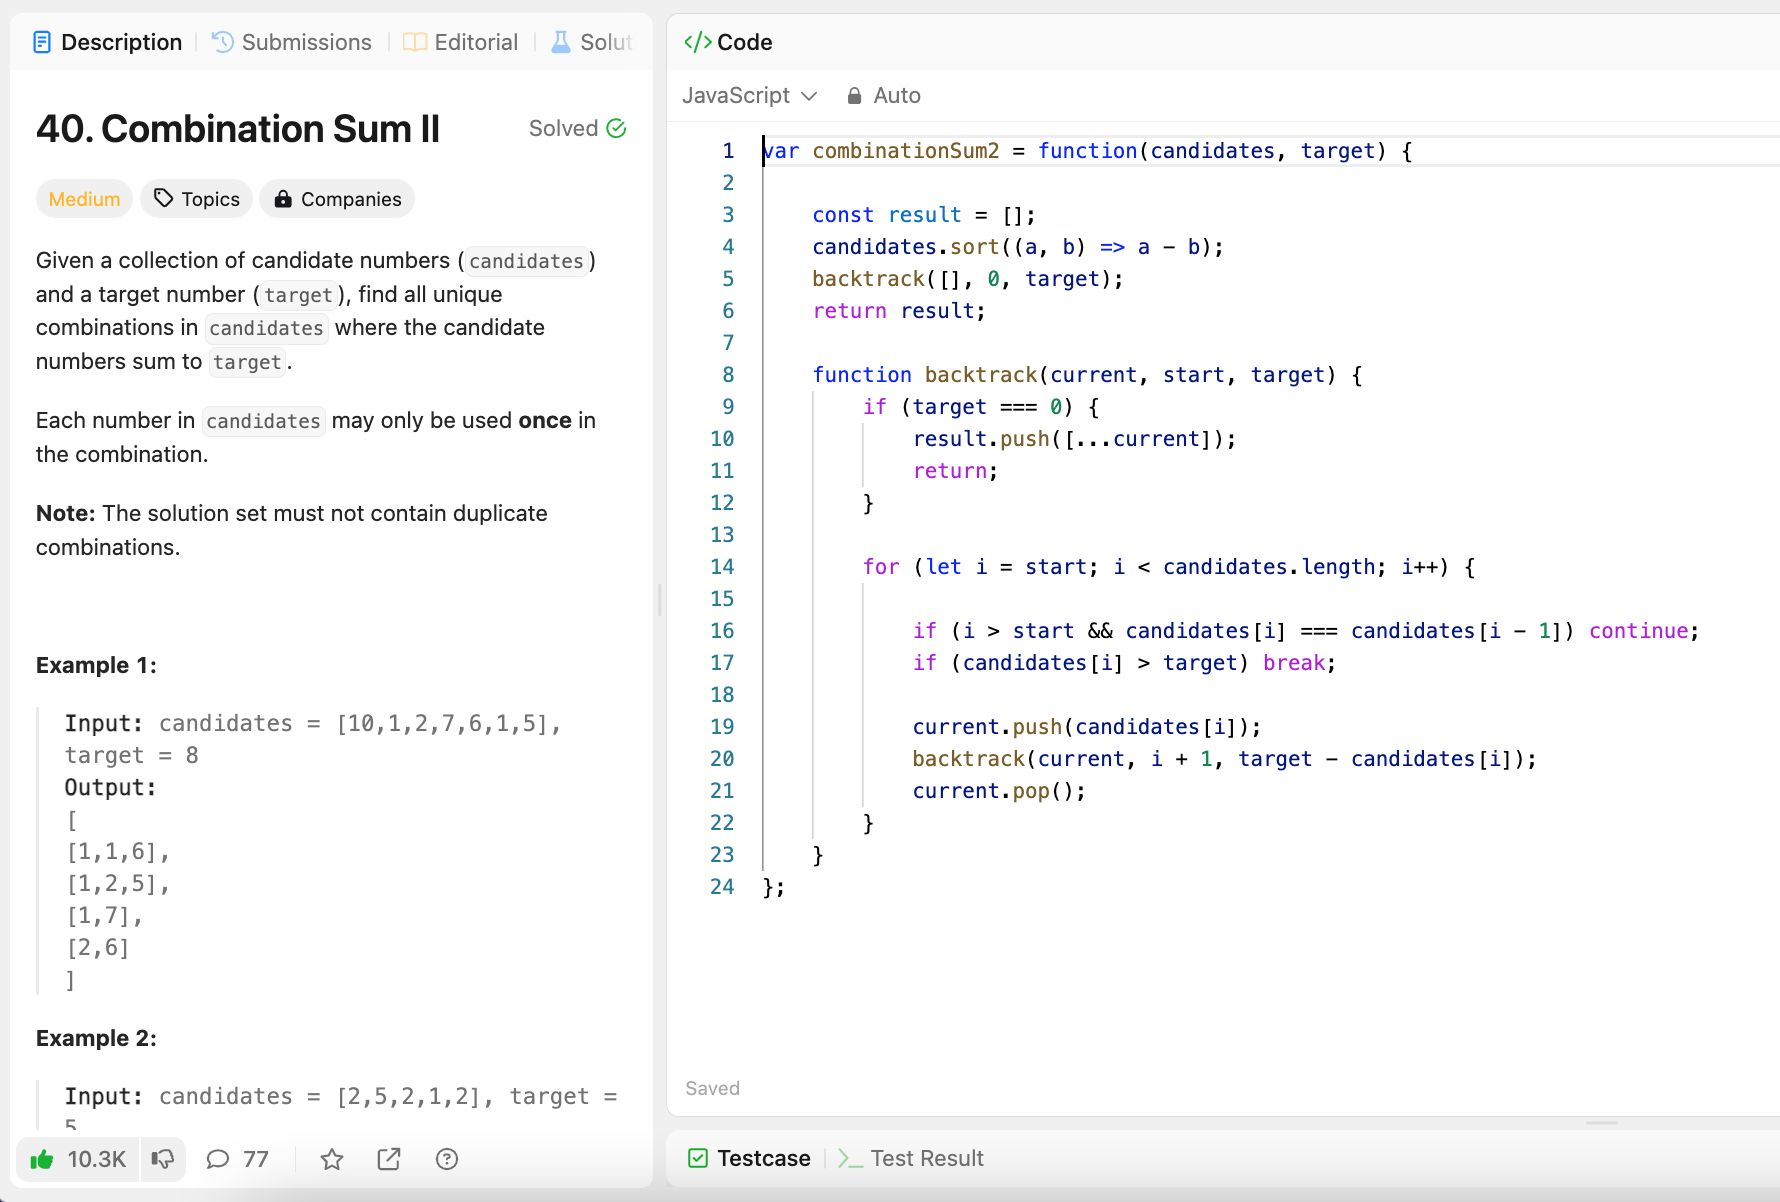 Description
Submissions
Editorial
Solut
40. Combination Sum II
Solved
Medium
Topics
Companies
Given a collection of candidate numbers (candidates)
and a target number (target), find all unique
combinations in candidates where the candidate
numbers sum to target.
Each number in candidates may only be used once in
the combination.
Note: The solution set must not contain duplicate
combinations.
Example 1:
Input: candidates = [10,1,2,7,6,1,5],
target = 8
Output:
[
[1,1,6],
[1,2,5],
[1,7],
[2,6]
]
Example 2:
Input: candidates = [2,5,2,1,2], target =
5
10.3K
77
</> Code
JavaScript
Auto
1 var combinationSum2 = function(candidates, target) {
2
3     const result = [];
4     candidates.sort((a, b) => a - b);
5     backtrack([], 0, target);
6     return result;
7
8     function backtrack(current, start, target) {
9         if (target === 0) {
10             result.push([...current]);
11             return;
12         }
13
14         for (let i = start; i < candidates.length; i++) {
15
16             if (i > start && candidates[i] === candidates[i - 1]) continue;
17             if (candidates[i] > target) break;
18
19             current.push(candidates[i]);
20             backtrack(current, i + 1, target - candidates[i]);
21             current.pop();
22         }
23     }
24 };
Saved
Testcase
Test Result